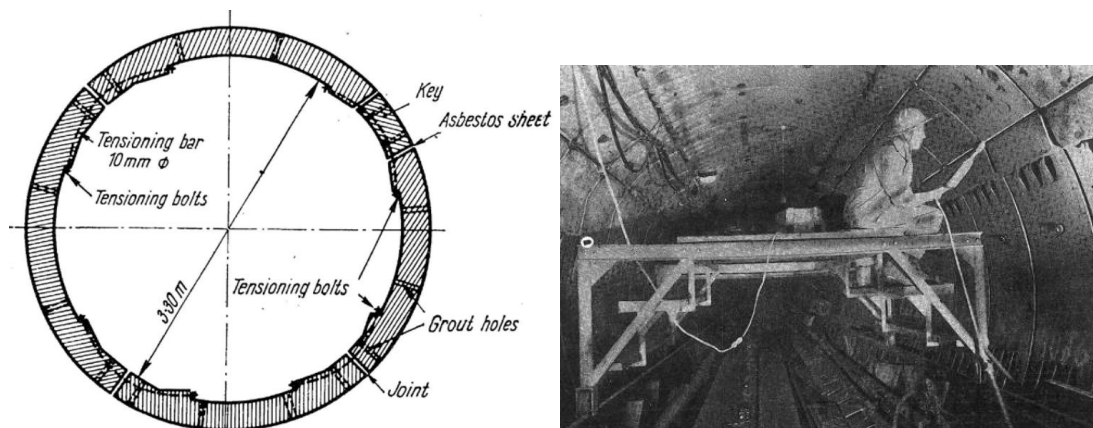 Key
Asbestos sheet
Tensioning bar
10mm ϕ
Tensioning bolts
3·30 m
Tensioning bolts
Grout holes
Joint